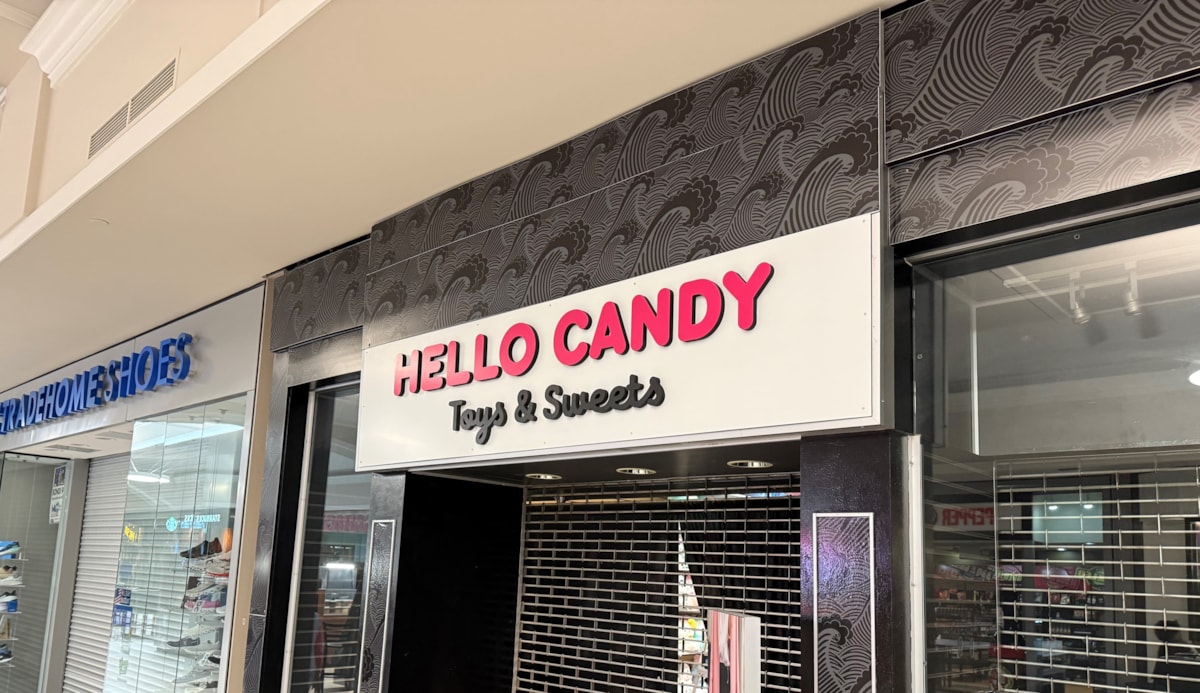 TRADEHOME SHOES
HELLO CANDY
Toys & Sweets